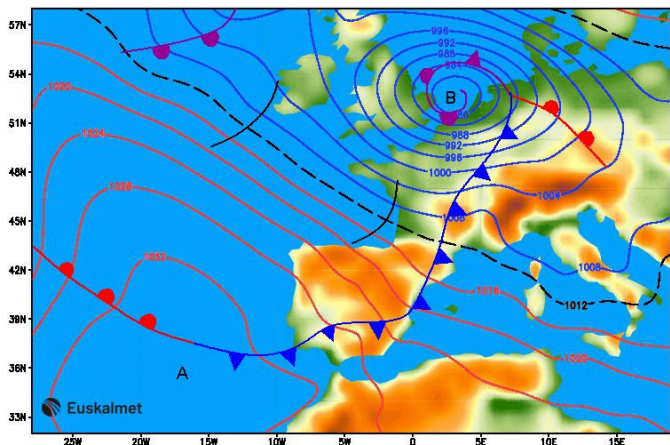 57N
54N
51N
48N
45N
42N
39N
36N
33N
25W
20W
15W
10W
5W
0
5E
10E
15E
996
992
988
984
B
988
992
996
1000
1004
1008
1008
1012
1016
1020
1020
1024
1028
1032
A
Euskalmet